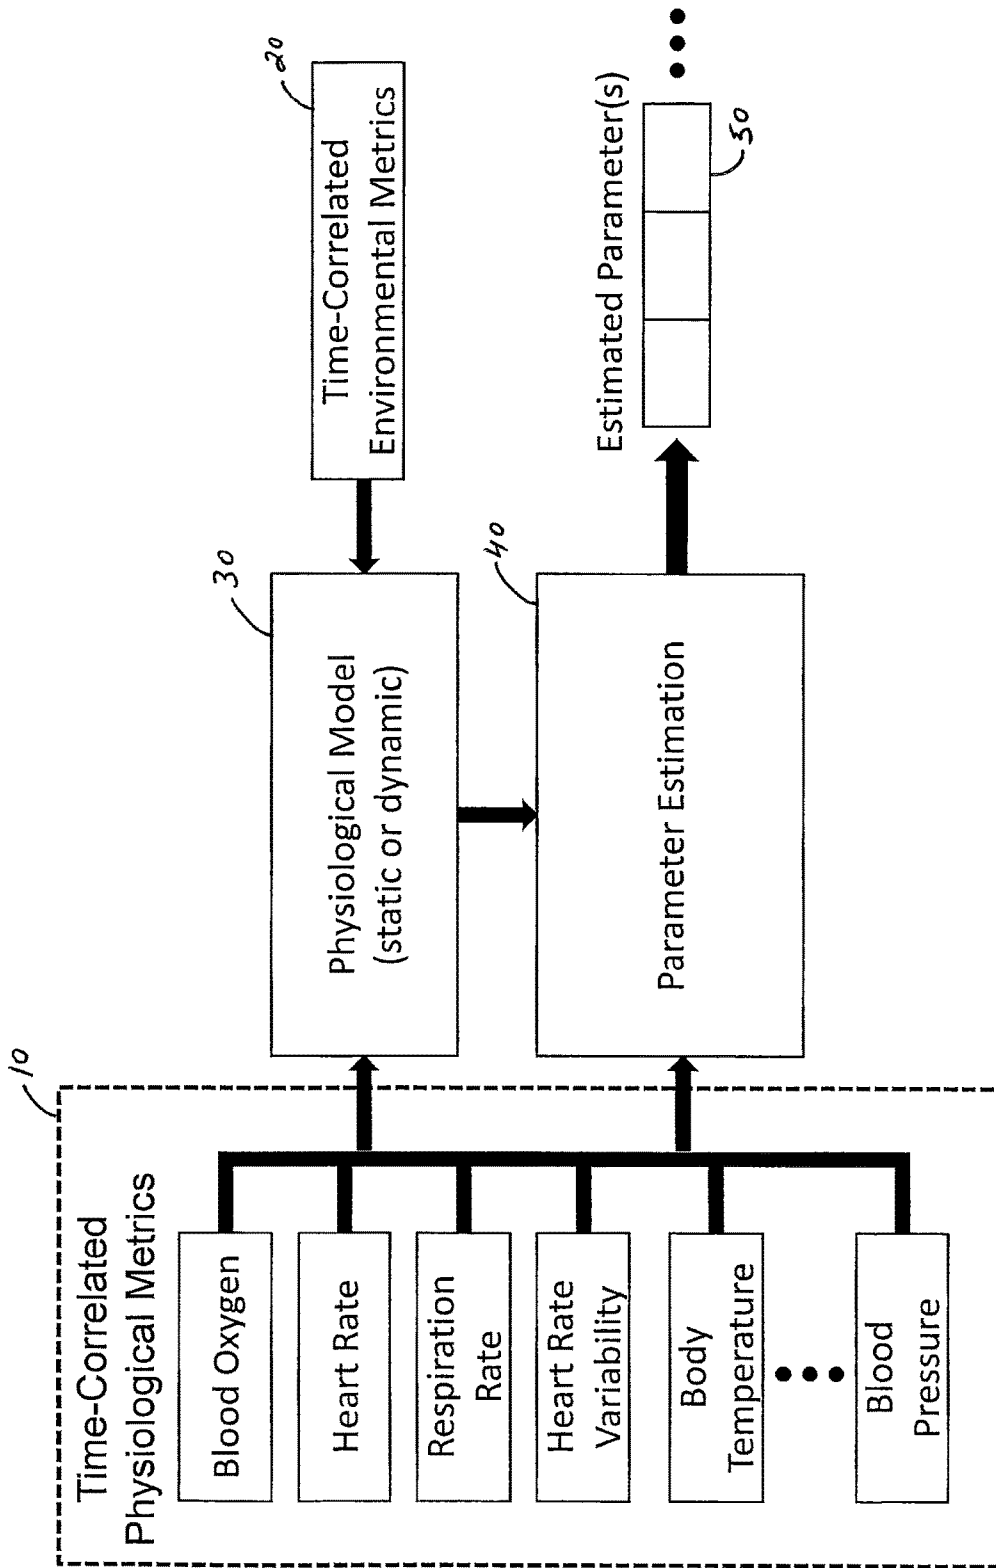 10
Time-Correlated
Physiological Metrics
Blood Oxygen
Heart Rate
Respiration
Rate
Heart Rate
Variability
Body
Temperature
Blood
Pressure
30
Physiological Model
(static or dynamic)
20
Time-Correlated
Environmental Metrics
40
Parameter Estimation
Estimated Parameter(s)
50